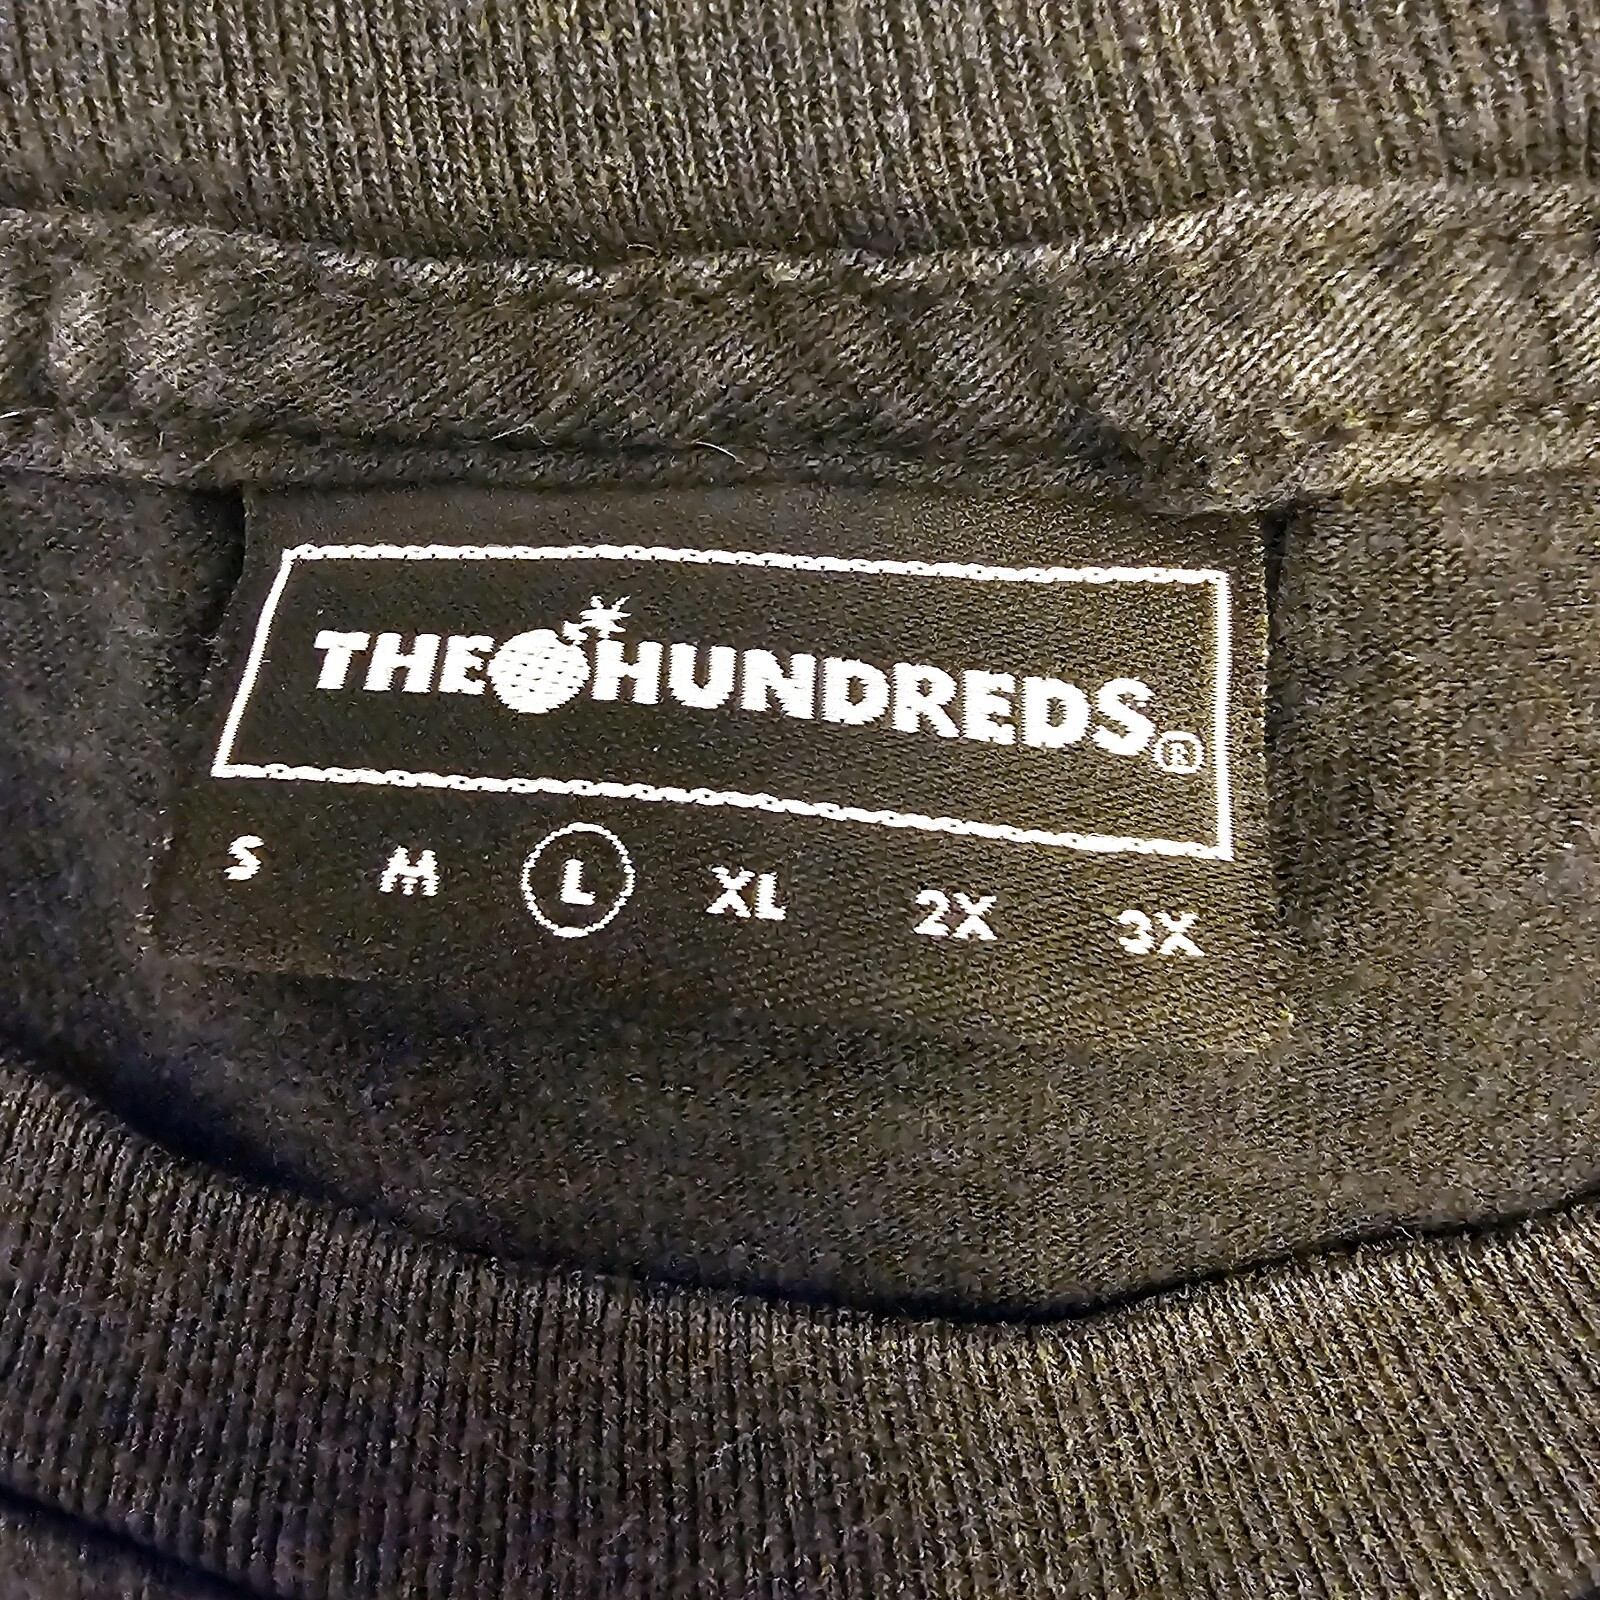 THE HUNDREDS®
S M L XL 2X 3X